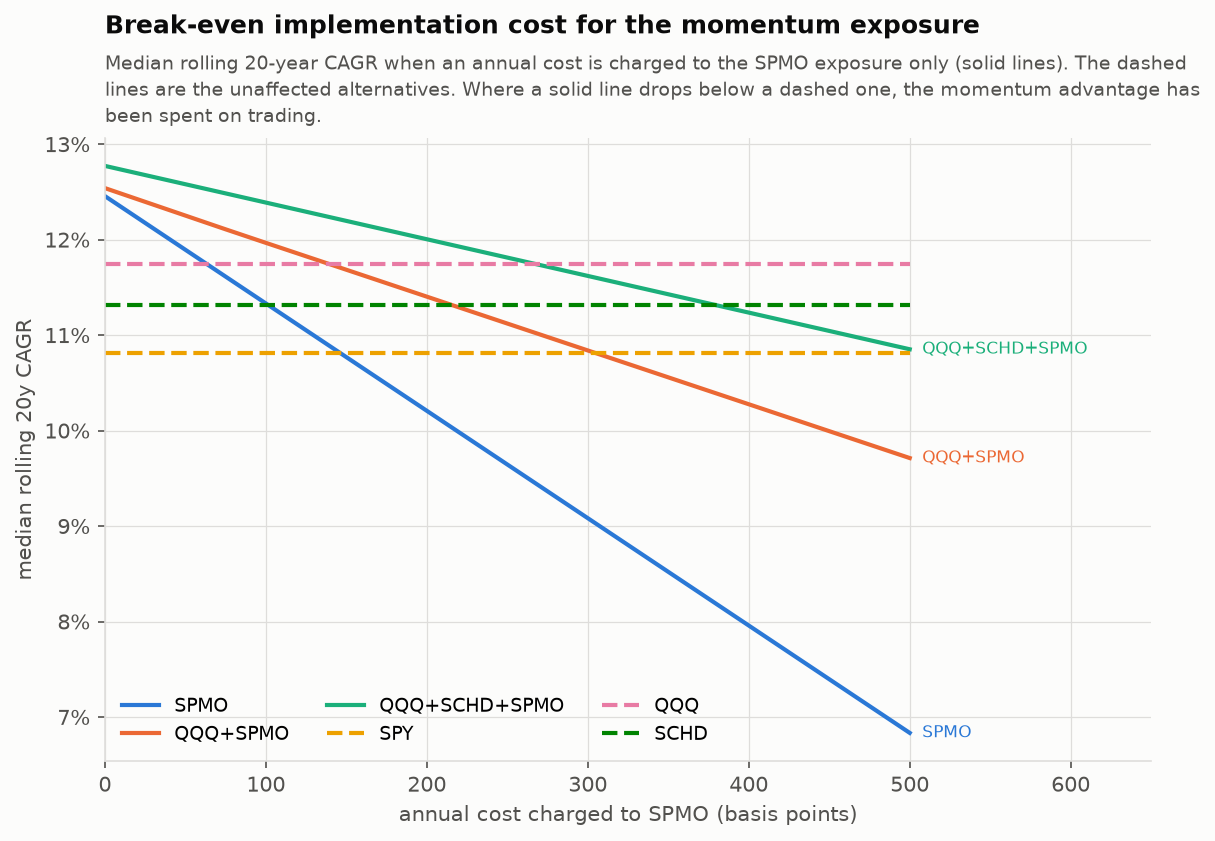 Break-even implementation cost for the momentum exposure
Median rolling 20-year CAGR when an annual cost is charged to the SPMO exposure only (solid lines). The dashed
lines are the unaffected alternatives. Where a solid line drops below a dashed one, the momentum advantage has
been spent on trading.
13%
12%
11%
10%
9%
8%
7%
median rolling 20y CAGR
QQQ+SCHD+SPMO
QQQ+SPMO
SPMO
SPMO
QQQ+SCHD+SPMO
QQQ
QQQ+SPMO
SPY
SCHD
0
100
200
300
400
500
600
annual cost charged to SPMO (basis points)